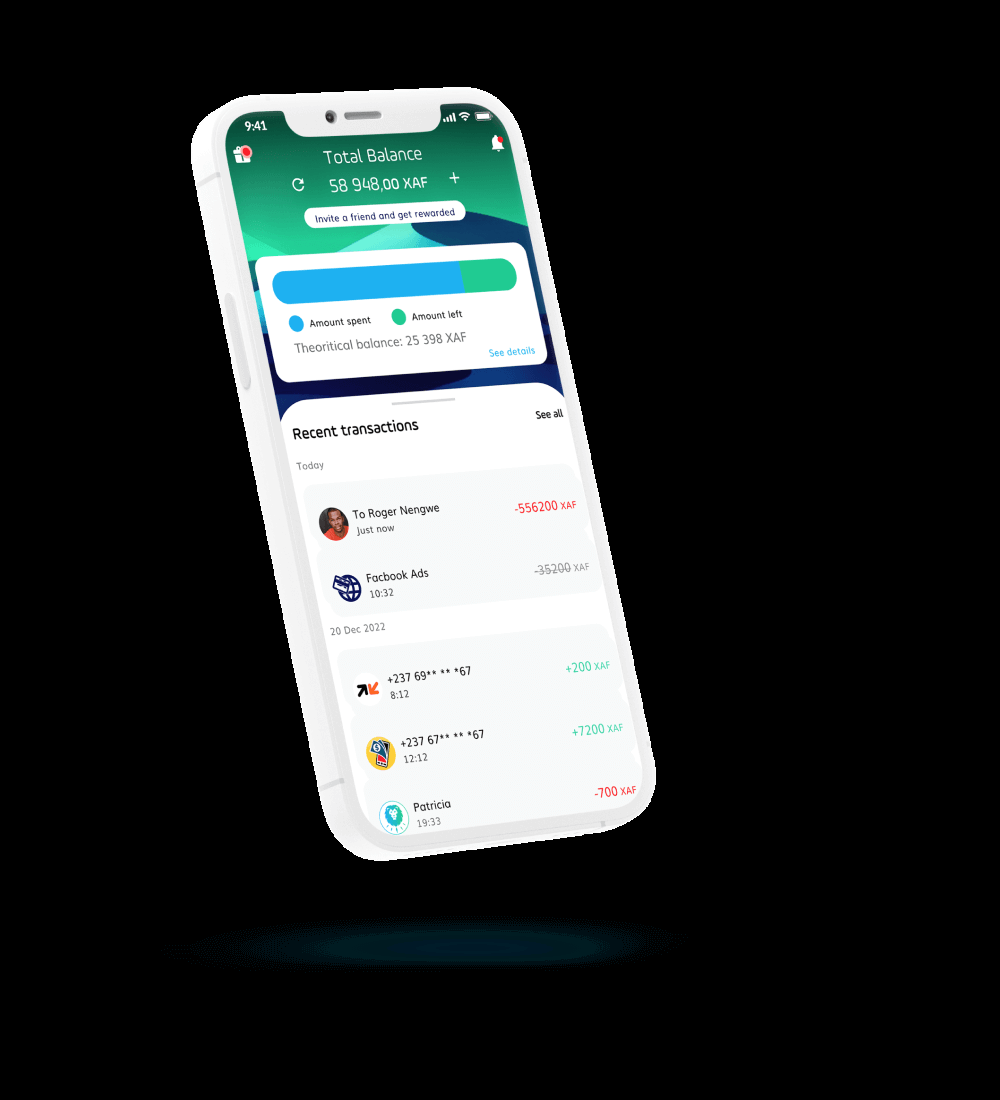 9:41
Total Balance
58 948,00 XAF +
Invite a friend and get rewarded
Amount spent Amount left
Theoritical balance: 25 398 XAF
See details
Recent transactions See all
Today
To Roger Nengwe -556200 XAF
Just now
Facbook Ads -35200 XAF
10:32
20 Dec 2022
+237 69** ** *67 +200 XAF
8:12
+237 67** ** *67 +7200 XAF
12:12
Patricia -700 XAF
19:33